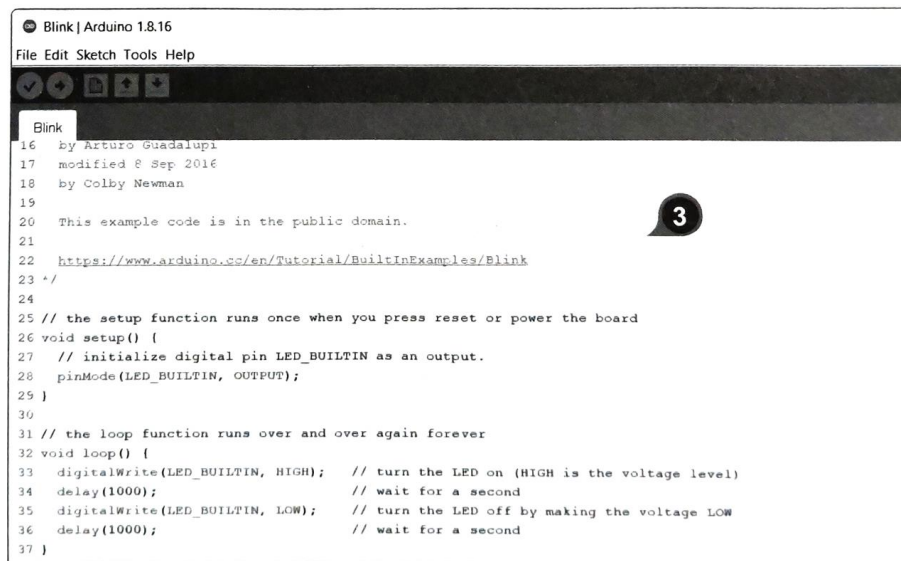 Blink | Arduino 1.8.16
File Edit Sketch Tools Help
Blink
16 by Arturo Guadalupi
17 modified 8 Sep 2016
18 by Colby Newman
19
20 This example code is in the public domain.
3
21
22 https://www.arduino.cc/en/Tutorial/BuiltInExamples/Blink
23 */
24
25 // the setup function runs once when you press reset or power the board
26 void setup() {
27 // initialize digital pin LED_BUILTIN as an output.
28 pinMode(LED_BUILTIN, OUTPUT);
29 }
30
31 // the loop function runs over and over again forever
32 void loop() {
33 digitalWrite(LED_BUILTIN, HIGH); // turn the LED on (HIGH is the voltage level)
34 delay(1000); // wait for a second
35 digitalWrite(LED_BUILTIN, LOW); // turn the LED off by making the voltage LOW
36 delay(1000); // wait for a second
37 }